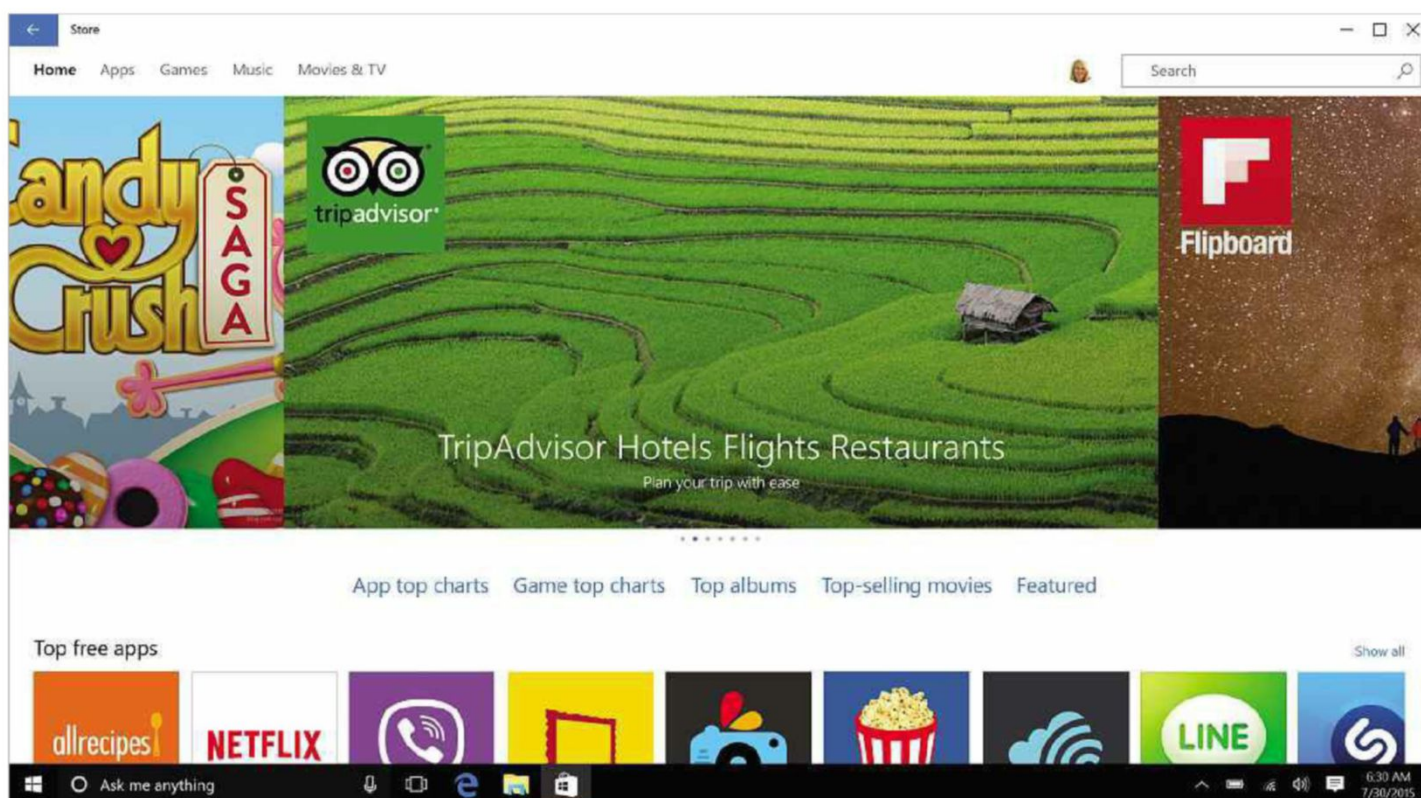 Store
Home Apps Games Music Movies & TV
Search
Candy
Crush
SAGA
tripadvisor
Flipboard
TripAdvisor Hotels Flights Restaurants
Plan your trip with ease
App top charts Game top charts Top albums Top-selling movies Featured
Top free apps
Show all
allrecipes
NETFLIX
LINE
Ask me anything
6:30 AM
7/30/2015